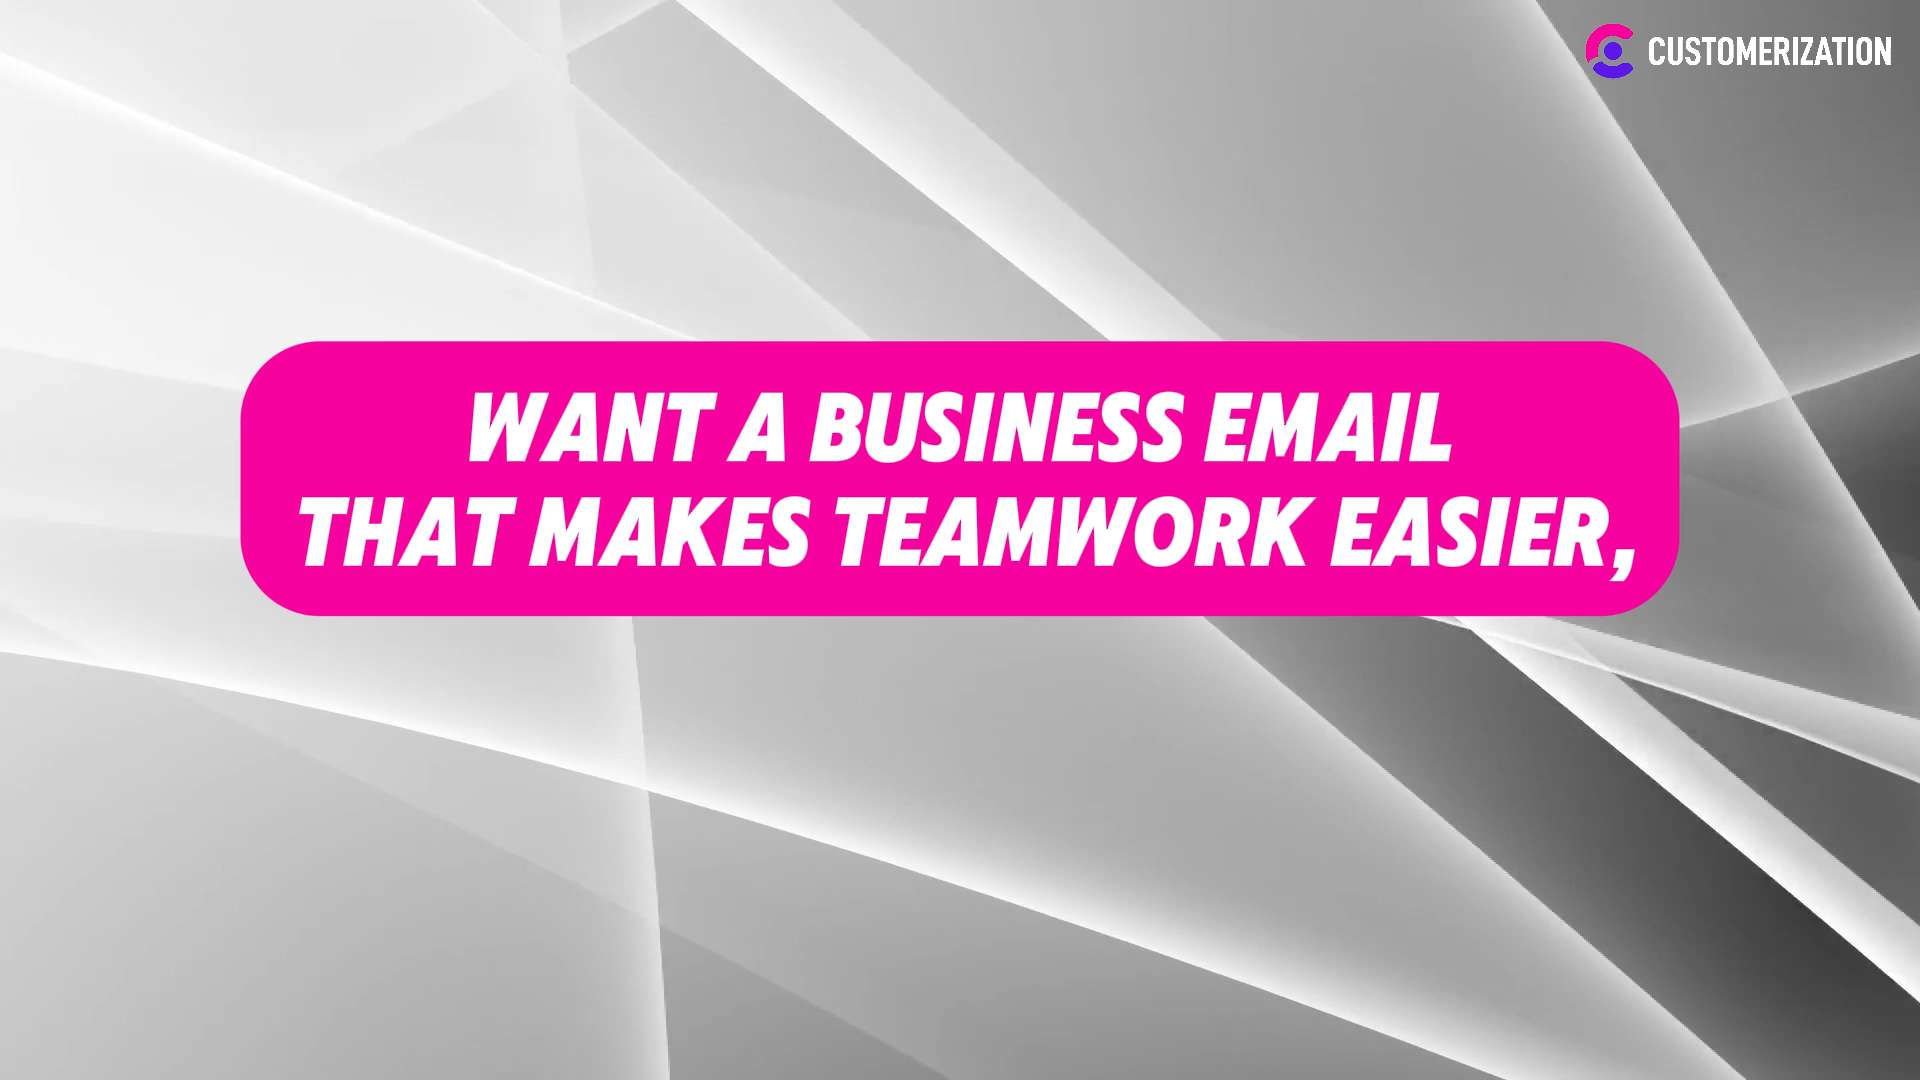 CUSTOMERIZATION
WANT A BUSINESS EMAIL
THAT MAKES TEAMWORK EASIER,